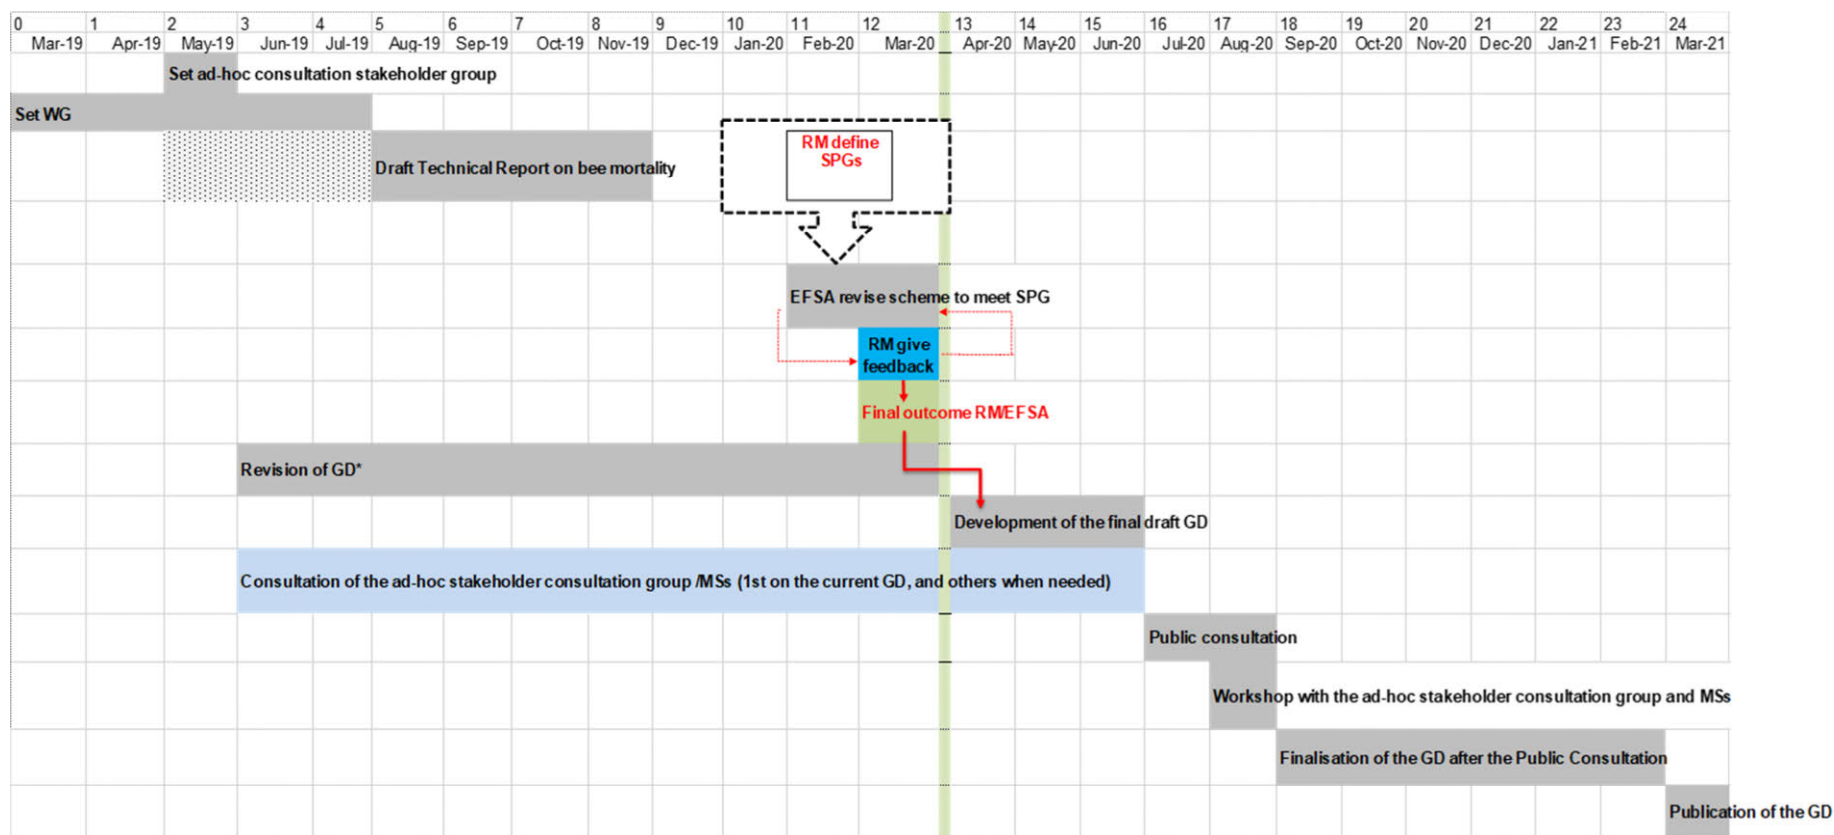 0 1 2 3 4 5 6 7 8 9 10 11 12 13 14 15 16 17 18 19 20 21 22 23 24
Mar-19 Apr-19 May-19 Jun-19 Jul-19 Aug-19 Sep-19 Oct-19 Nov-19 Dec-19 Jan-20 Feb-20 Mar-20 Apr-20 May-20 Jun-20 Jul-20 Aug-20 Sep-20 Oct-20 Nov-20 Dec-20 Jan-21 Feb-21 Mar-21
Set ad-hoc consultation stakeholder group
Set WG
RM define
SPGs
Draft Technical Report on bee mortality
EFSA revise scheme to meet SPG
RM give
feedback
Final outcome RM/EFSA
Revision of GD*
Development of the final draft GD
Consultation of the ad-hoc stakeholder consultation group /MSs (1st on the current GD, and others when needed)
Public consultation
Workshop with the ad-hoc stakeholder consultation group and MSs
Finalisation of the GD after the Public Consultation
Publication of the GD